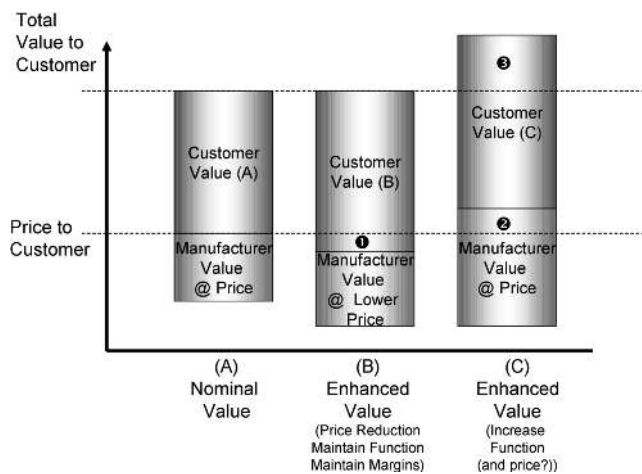 Total
Value to
Customer
Price to
Customer
Customer
Value (A)
Manufacturer
Value
@ Price
Customer
Value (B)
❶
Manufacturer
Value
@ Lower
Price
❸
Customer
Value (C)
❷
Manufacturer
Value
@ Price
(A)
Nominal
Value
(B)
Enhanced
Value
(Price Reduction
Maintain Function
Maintain Margins)
(C)
Enhanced
Value
(Increase
Function
(and price?))